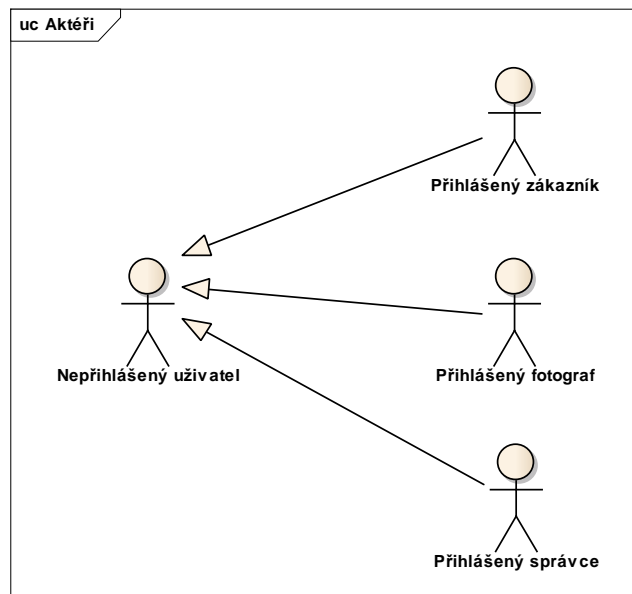 uc Aktéři
Přihlášený zákazník
Nepřihlášený uživatel
Přihlášený fotograf
Přihlášený správce